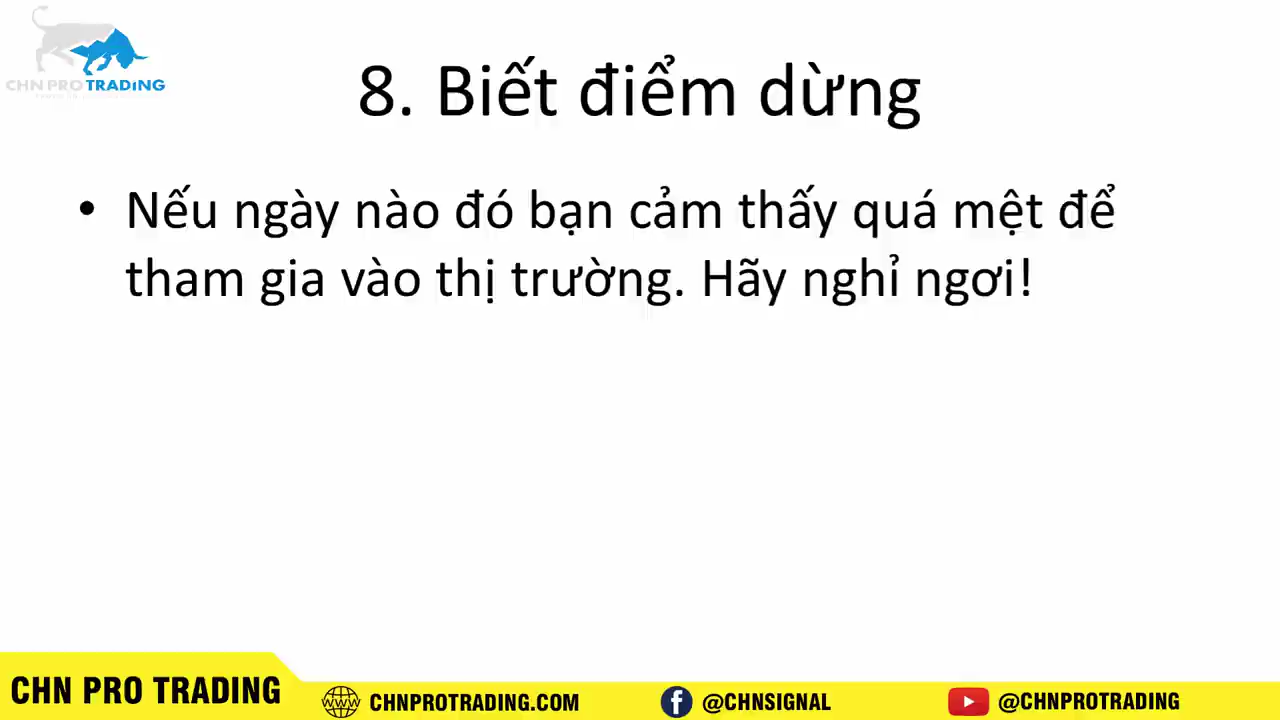 CHN PRO TRADING
8. Biết điểm dừng
• Nếu ngày nào đó bạn cảm thấy quá mệt để
tham gia vào thị trường. Hãy nghỉ ngơi!
CHN PRO TRADING
CHNPROTRADING.COM
@CHNSIGNAL
@CHNPROTRADING